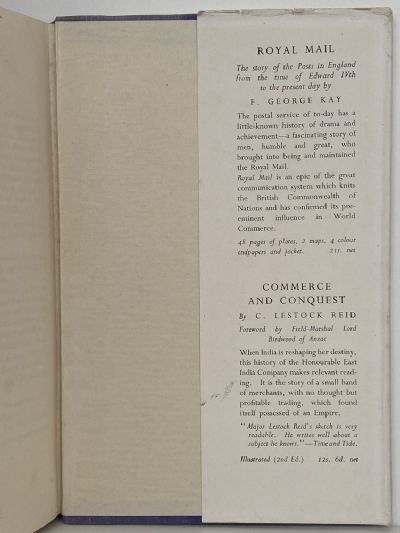 ROYAL MAIL
The story of the Posts in England
from the time of Edward IVth
to the present day by
F. GEORGE KAY
The postal service of to-day has a
little-known history of drama and
achievement—a fascinating story of
men, humble and great, who
brought into being and maintained
the Royal Mail.
Royal Mail is an epic of the great
communication system which knits
the British Commonwealth of
Nations and has confirmed its pre-
eminent influence in World
Commerce.
48 pages of plates, 2 maps, 4 colour
endpapers and jacket. 21s. net
COMMERCE
AND CONQUEST
By C. LESTOCK REID
Foreword by Field-Marshal Lord
Birdwood of Anzac
When India is reshaping her destiny,
this history of the Honourable East
India Company makes relevant read-
ing. It is the story of a small band
of merchants, with no thought but
profitable trading, which found
itself possessed of an Empire.
"Major Lestock Reid's sketch is very
readable. He writes well about a
subject he knows."—Time and Tide.
Illustrated (2nd Ed.) 12s. 6d. net